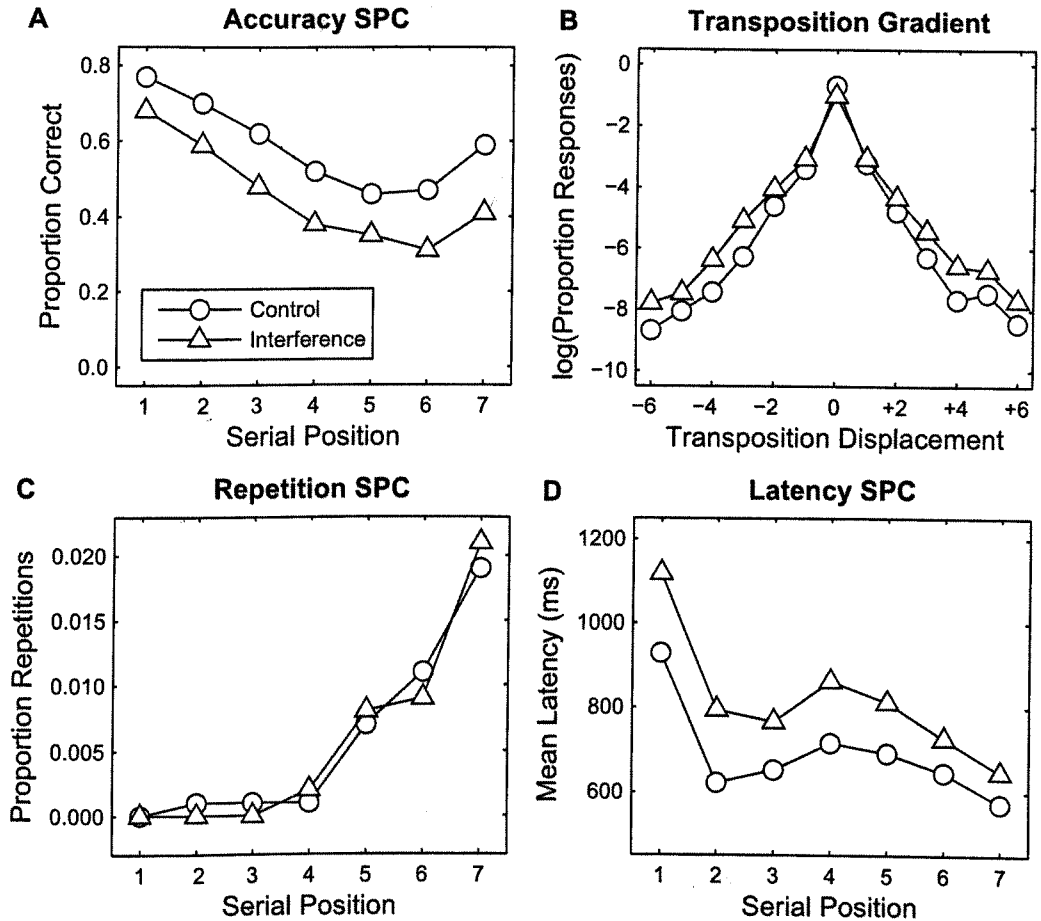 A
Accuracy SPC
Proportion Correct
0.8
0.6
0.4
0.2
0.0
Control
Interference
1 2 3 4 5 6 7
Serial Position
B
Transposition Gradient
log(Proportion Responses)
0
−2
−4
−6
−8
−10
−6 −4 −2 0 +2 +4 +6
Transposition Displacement
C
Repetition SPC
Proportion Repetitions
0.020
0.015
0.010
0.005
0.000
1 2 3 4 5 6 7
Serial Position
D
Latency SPC
Mean Latency (ms)
1200
1000
800
600
1 2 3 4 5 6 7
Serial Position